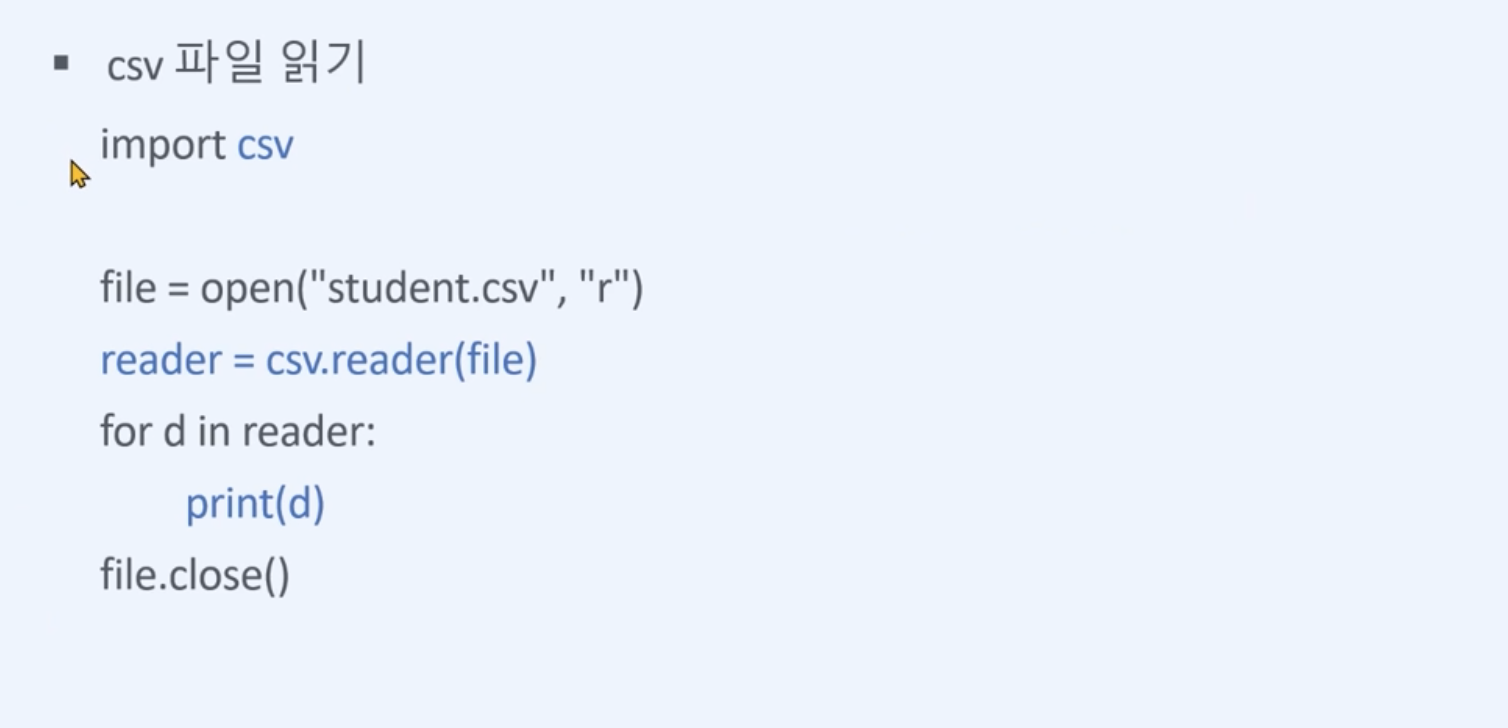 ▪ csv 파일 읽기
import csv
file = open("student.csv", "r")
reader = csv.reader(file)
for d in reader:
print(d)
file.close()